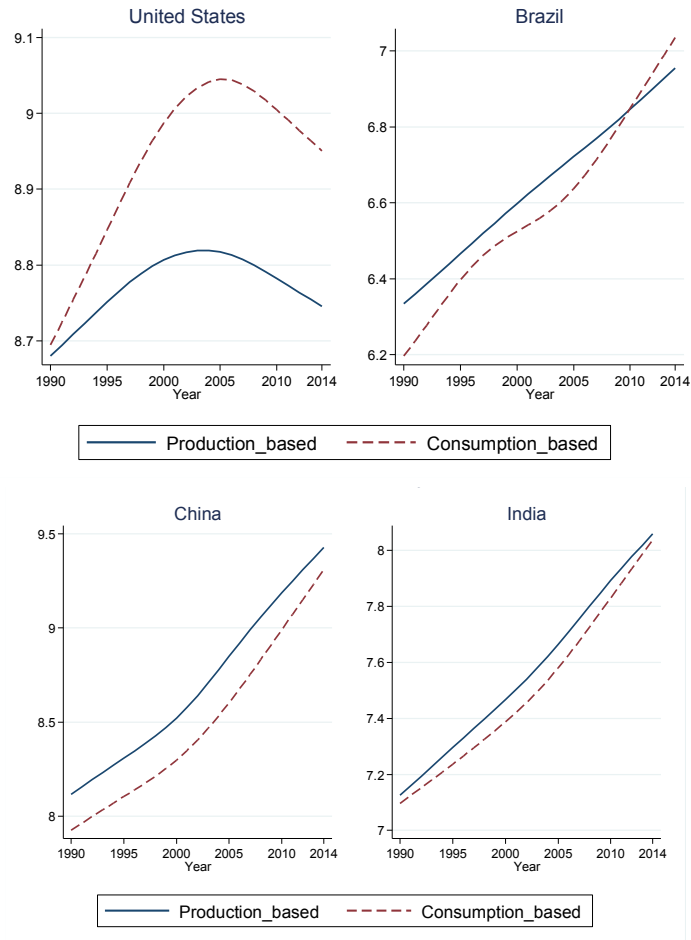 United States
9.1
9
8.9
8.8
8.7
1990 1995 2000 2005 2010 2014
Year
Brazil
7
6.8
6.6
6.4
6.2
1990 1995 2000 2005 2010 2014
Year
Production_based Consumption_based
China
9.5
9
8.5
8
1990 1995 2000 2005 2010 2014
Year
India
8
7.8
7.6
7.4
7.2
7
1990 1995 2000 2005 2010 2014
Year
Production_based Consumption_based